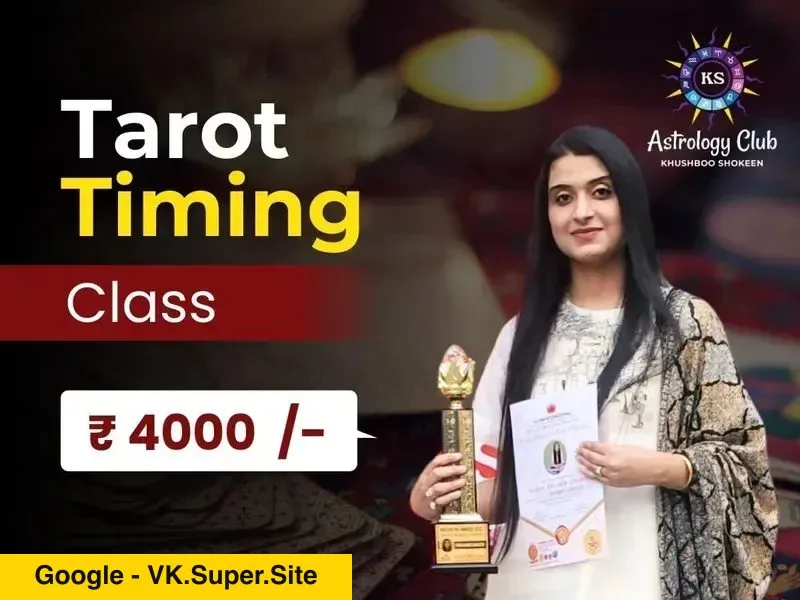 Tarot
Timing
Class
₹ 4000 /-
KS
Astrology Club
KHUSHBOO SHOKEEN
Google - VK.Super.Site